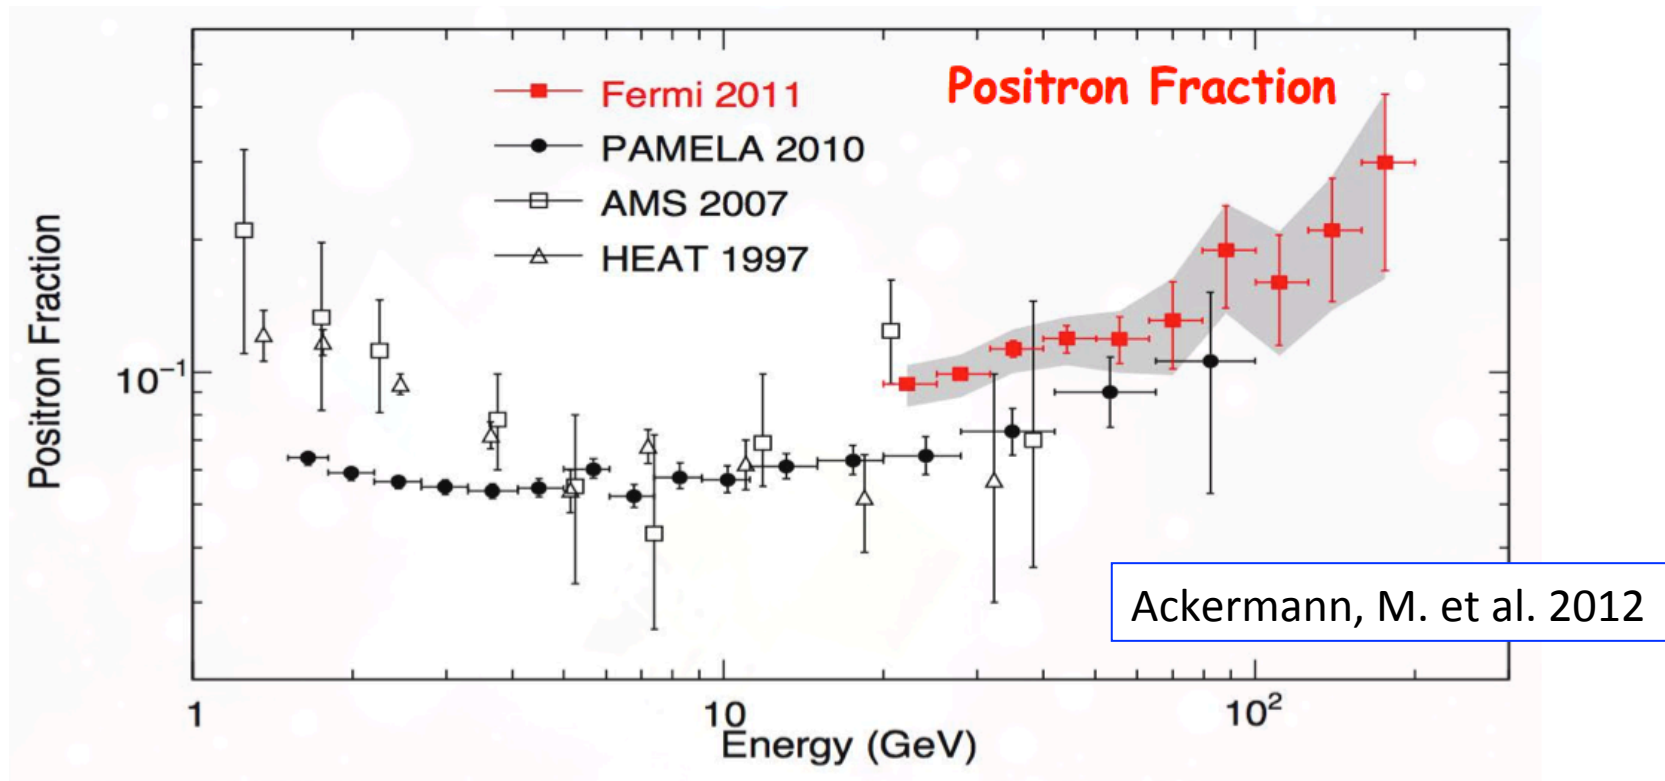 Positron Fraction
Fermi 2011
PAMELA 2010
AMS 2007
HEAT 1997
Positron Fraction
10⁻¹
Ackermann, M. et al. 2012
1
10
10²
Energy (GeV)